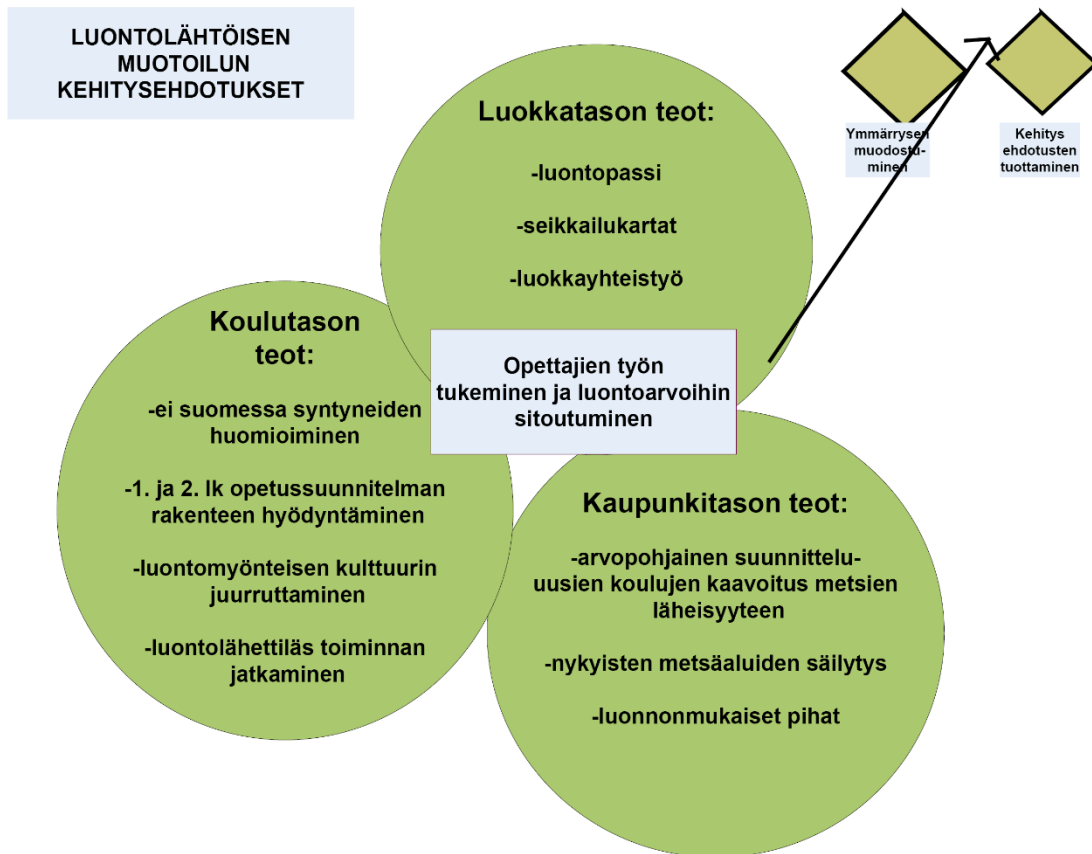 LUONTOLÄHTÖISEN
MUOTOILUN
KEHITYSEHDOTUKSET
Luokkatason teot:
-luontopassi
-seikkailukartat
-luokkayhteistyö
Ymmärrysen
muodostu-
minen
Kehitys
ehdotusten
tuottaminen
Koulutason
teot:
-ei suomessa syntyneiden
huomioiminen
-1. ja 2. lk opetussuunnitelman
rakenteen hyödyntäminen
-luontomyönteisen kulttuurin
juurruttaminen
-luontolähettiläs toiminnan
jatkaminen
Opettajien työn
tukeminen ja luontoarvoihin
sitoutuminen
Kaupunkitason teot:
-arvopohjainen suunnittelu-
uusien koulujen kaavoitus metsien
läheisyyteen
-nykyisten metsäaluiden säilytys
-luonnonmukaiset pihat